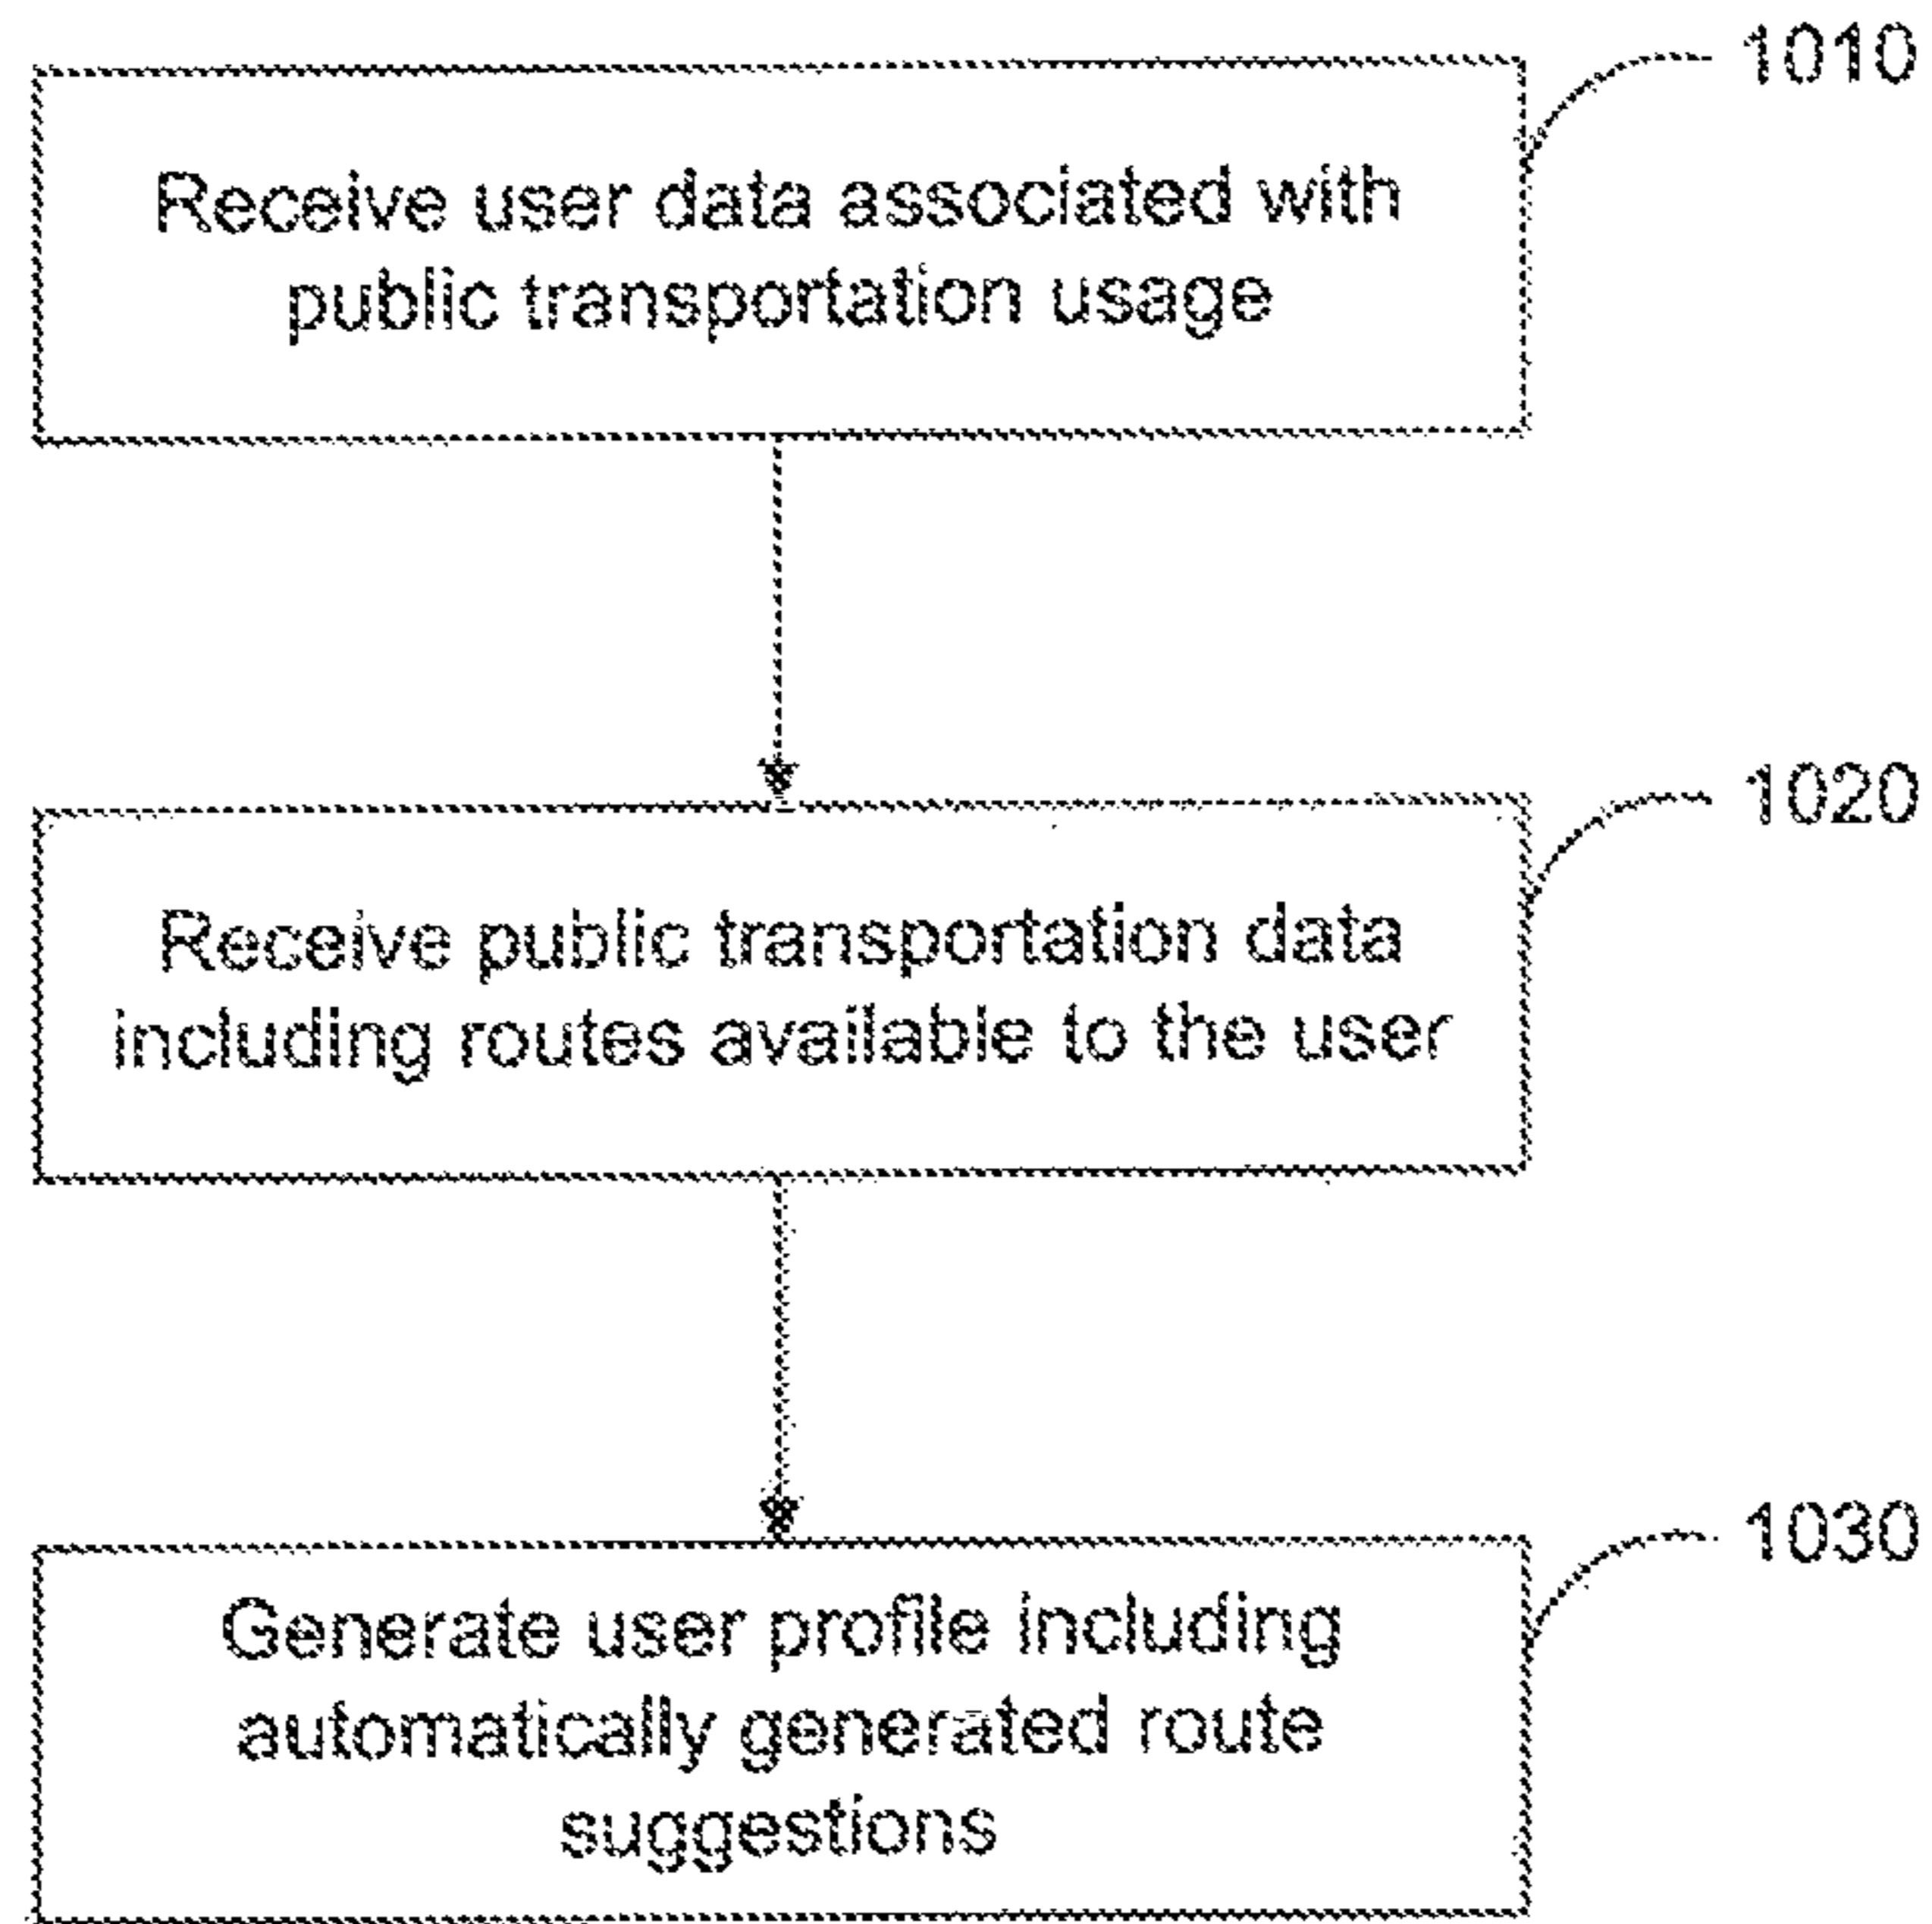 1010
Receive user data associated with
public transportation usage
1020
Receive public transportation data
including routes available to the user
1030
Generate user profile including
automatically generated route
suggestions